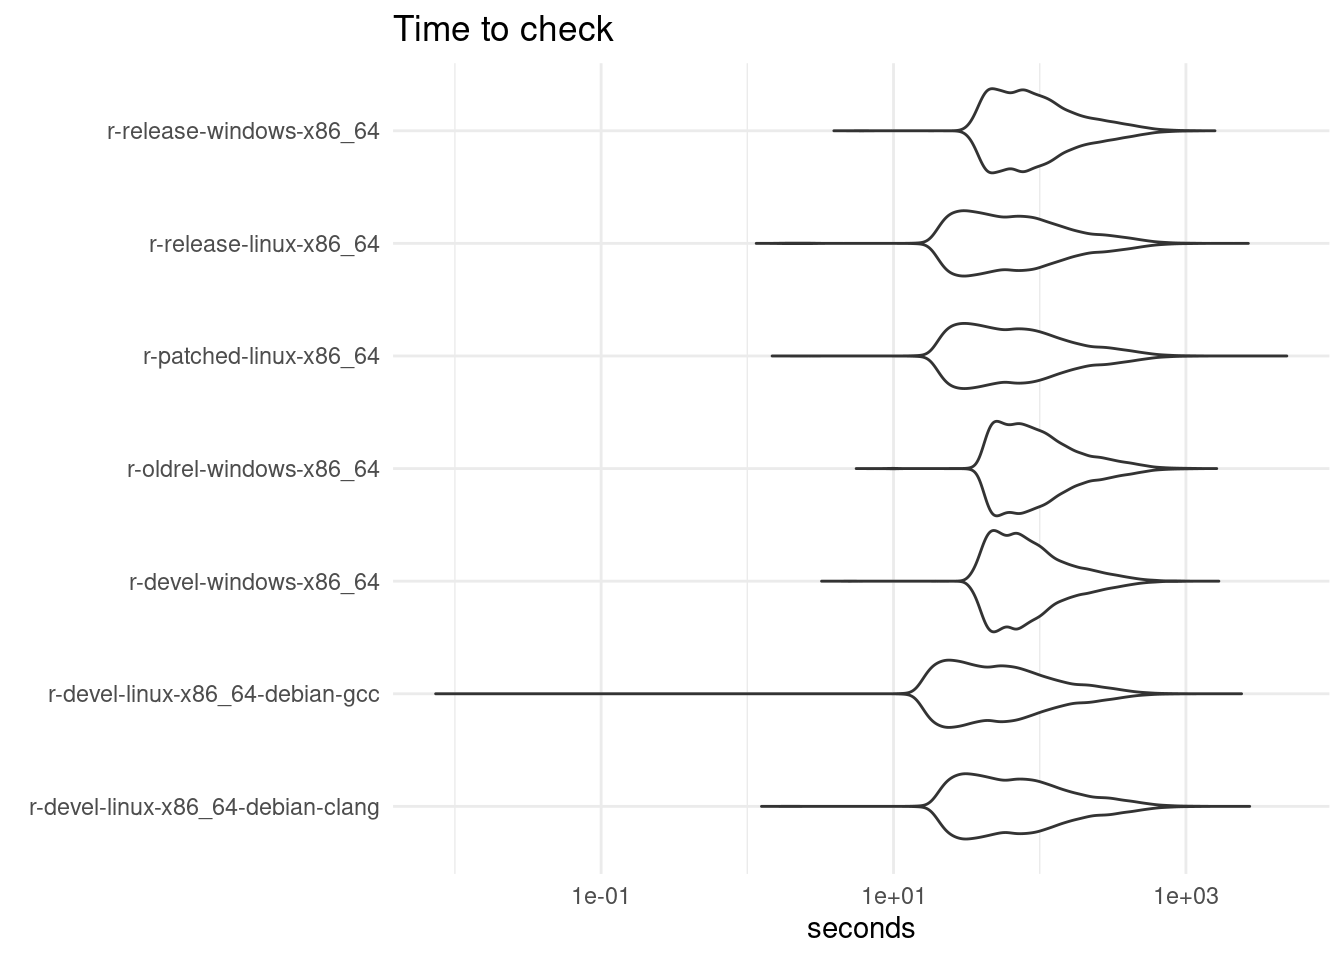 Time to check
r-release-windows-x86_64
r-release-linux-x86_64
r-patched-linux-x86_64
r-oldrel-windows-x86_64
r-devel-windows-x86_64
r-devel-linux-x86_64-debian-gcc
r-devel-linux-x86_64-debian-clang
1e-01 1e+01 1e+03
seconds